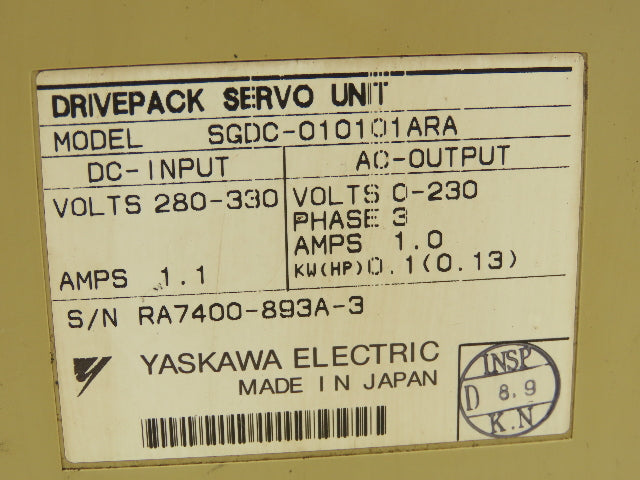 DRIVEPACK SERVO UNIT
MODEL SGDC-010101ARA
DC-INPUT
VOLTS 280-330
AMPS 1.1
AC-OUTPUT
VOLTS 0-230
PHASE 3
AMPS 1.0
KW(HP) 0.1(0.13)
S/N RA7400-893A-3
YASKAWA ELECTRIC
MADE IN JAPAN
INSP
D 8.9
K.N